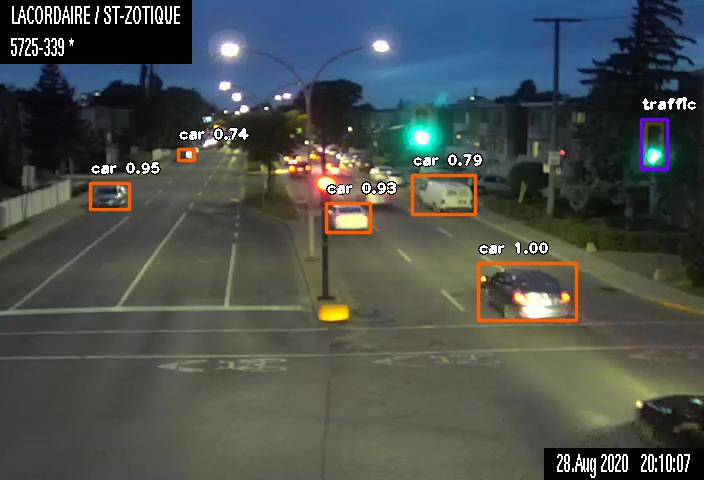 LACORDAIRE / ST-ZOTIQUE
5725-339 *
traffic
car 0.74
car 0.95
car 0.79
car 0.93
car 1.00
28.Aug 2020 20:10:07